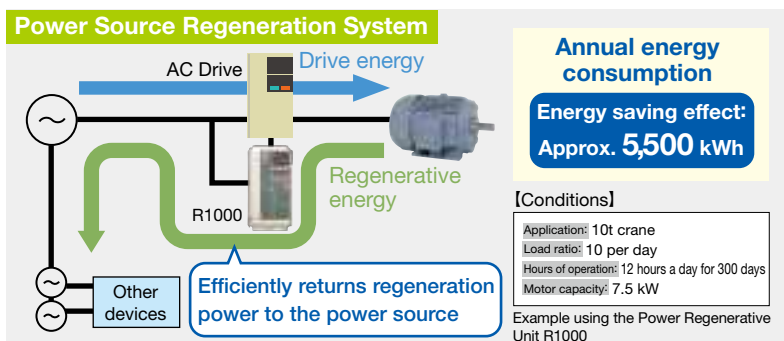 Power Source Regeneration System
AC Drive
Drive energy
Regenerative
energy
R1000
Efficiently returns regeneration
power to the power source
Other
devices
Annual energy
consumption
Energy saving effect:
Approx. 5,500 kWh
【Conditions】
Application: 10t crane
Load ratio: 10 per day
Hours of operation: 12 hours a day for 300 days
Motor capacity: 7.5 kW
Example using the Power Regenerative
Unit R1000